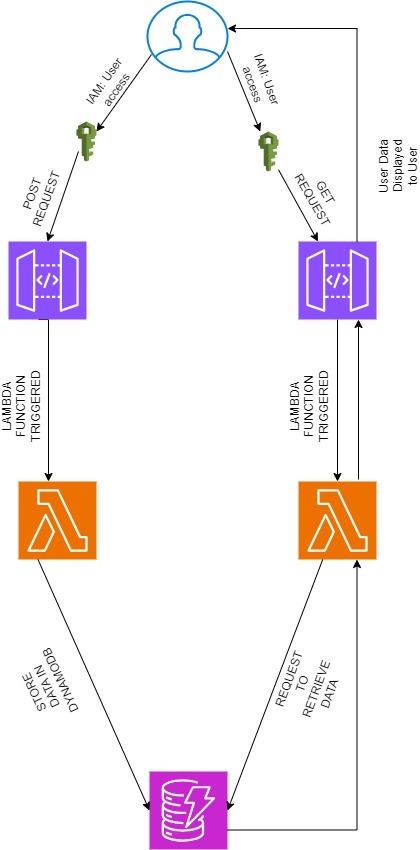 IAM: User
access
IAM: User
access
User Data
Displayed
to User
POST
REQUEST
GET
REQUEST
</>
</>
LAMBDA
FUNCTION
TRIGGERED
LAMBDA
FUNCTION
TRIGGERED
STORE
DATA IN
DYNAMODB
REQUEST
TO
RETRIEVE
DATA